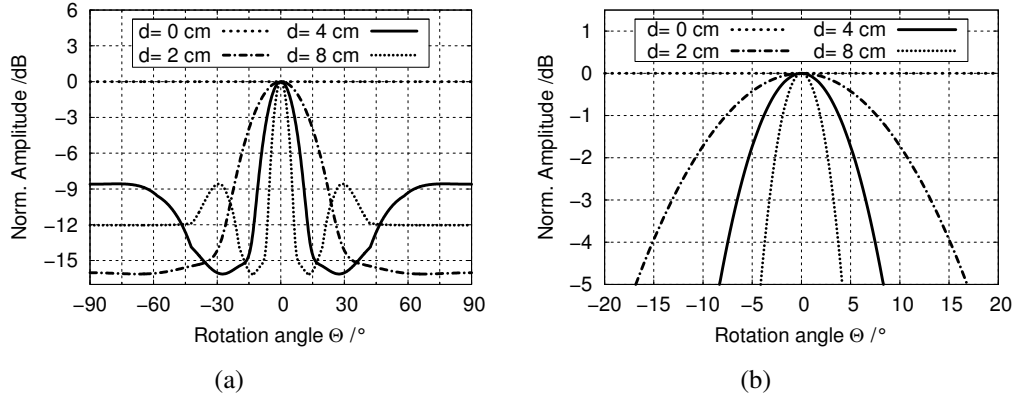 6
3
0
−3
−6
−9
−12
−15
Norm. Amplitude /dB
d= 0 cm
d= 4 cm
d= 2 cm
d= 8 cm
−90 −60 −30 0 30 60 90
Rotation angle Θ /°
(a)
1
0
−1
−2
−3
−4
−5
Norm. Amplitude /dB
d= 0 cm
d= 4 cm
d= 2 cm
d= 8 cm
−20 −15 −10 −5 0 5 10 15 20
Rotation angle Θ /°
(b)